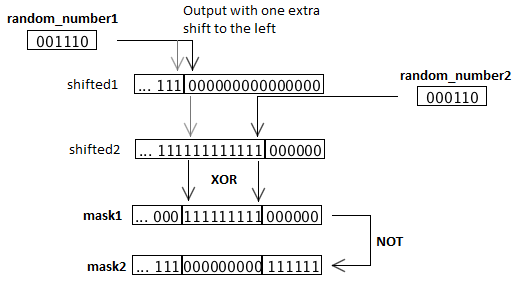 random_number1
Output with one extra
shift to the left
001110
shifted1 ... 111 000000000000000
random_number2
000110
shifted2 ... 111111111111 000000
XOR
mask1 ... 000 111111111 000000
NOT
mask2 ... 111 000000000 111111